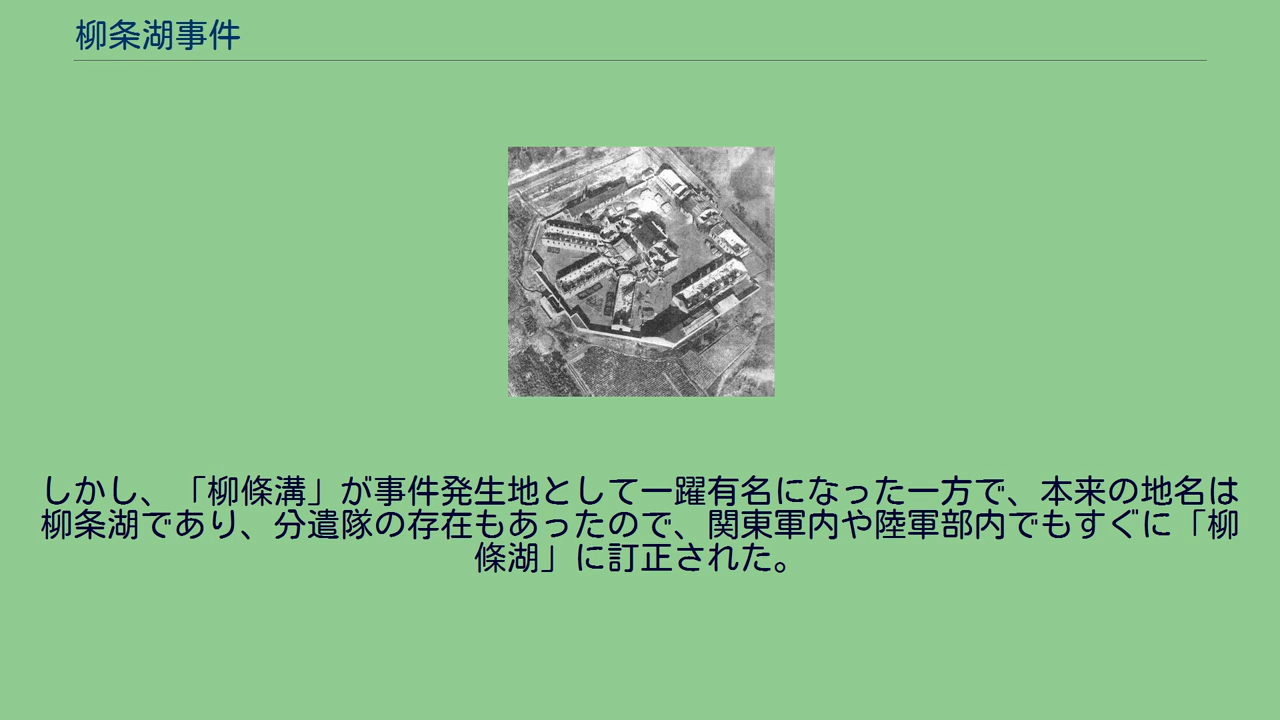 柳条湖事件
しかし、「柳條溝」が事件発生地として一躍有名になった一方で、本来の地名は
柳条湖であり、分遣隊の存在もあったので、関東軍内や陸軍部内でもすぐに「柳
條湖」に訂正された。